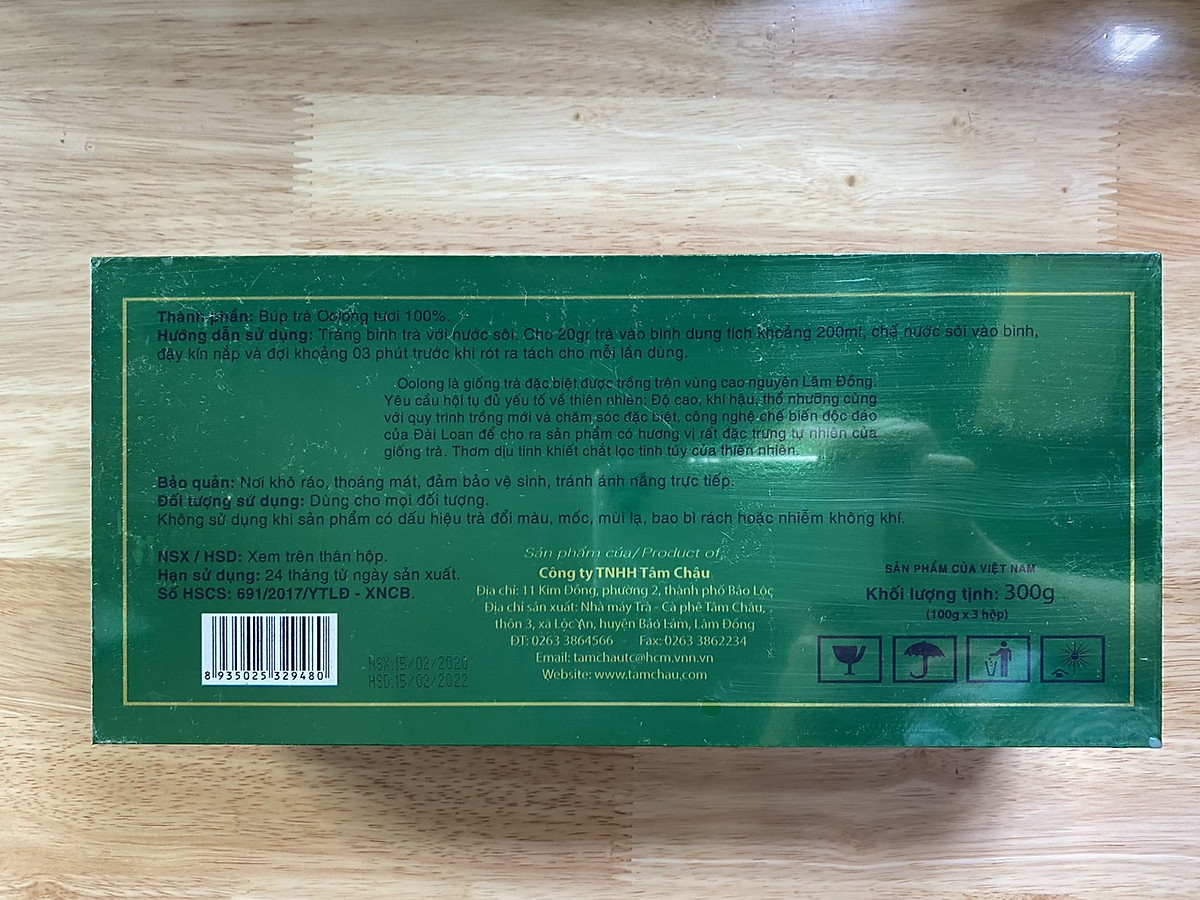 Thành phần: Búp trà Oolong tươi 100%.
Hướng dẫn sử dụng: Tráng bình trà với nước sôi. Cho 20gr trà vào bình dung tích khoảng 200ml, chế nước sôi vào bình,
đậy kín nắp và đợi khoảng 03 phút trước khi rót ra tách cho mỗi lần dùng.
Oolong là giống trà đặc biệt được trồng trên vùng cao nguyên Lâm Đồng.
Yêu cầu hội tụ đủ yếu tố về thiên nhiên: Độ cao, khí hậu, thổ nhưỡng cùng
với quy trình trồng mới và chăm sóc đặc biệt, công nghệ chế biến độc đáo
của Đài Loan để cho ra sản phẩm có hương vị rất đặc trưng tự nhiên của
giống trà. Thơm dịu tinh khiết chắt lọc tinh túy của thiên nhiên.
Bảo quản: Nơi khô ráo, thoáng mát, đảm bảo vệ sinh, tránh ánh nắng trực tiếp.
Đối tượng sử dụng: Dùng cho mọi đối tượng.
Không sử dụng khi sản phẩm có dấu hiệu trà đổi màu, mốc, mùi lạ, bao bì rách hoặc nhiễm không khí.
NSX / HSD: Xem trên thân hộp.
Hạn sử dụng: 24 tháng từ ngày sản xuất.
Số HSCS: 691/2017/YTLĐ - XNCB.
8 935025 329480
NSX:15/02/2020
HSD:15/03/2022
Sản phẩm của/Product of:
Công ty TNHH Tâm Châu
Địa chỉ: 11 Kim Đồng, phường 2, thành phố Bảo Lộc
Địa chỉ sản xuất: Nhà máy Trà - Cà phê Tâm Châu,
thôn 3, xã Lộc An, huyện Bảo Lâm, Lâm Đồng
ĐT: 0263 3864566 - Fax: 0263 3862234
Email: tamchautc@hcm.vnn.vn
Website: www.tamchau.com
SẢN PHẨM CỦA VIỆT NAM
Khối lượng tịnh: 300g
(100g x 3 hộp)